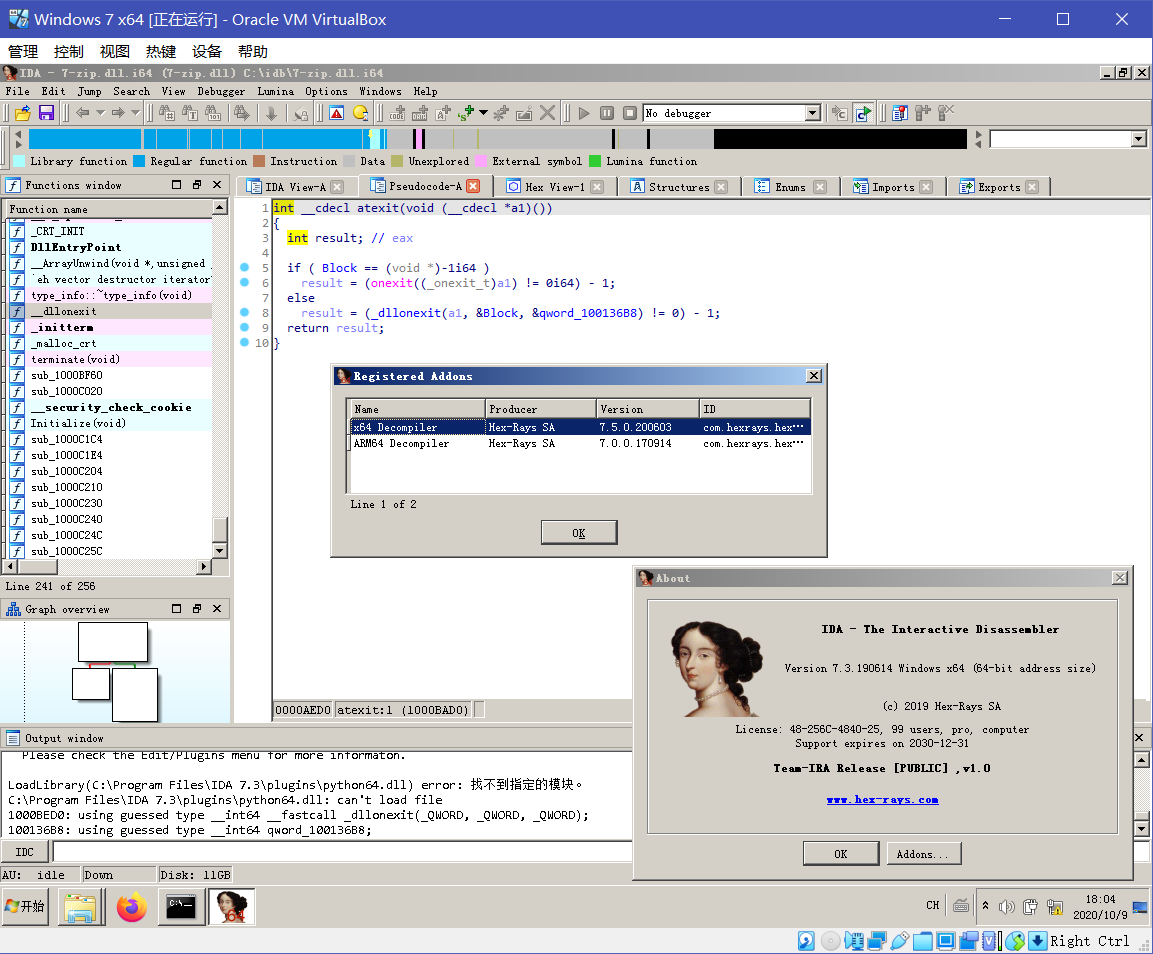 Windows 7 x64 [正在运行] - Oracle VM VirtualBox
管理 控制 视图 热键 设备 帮助
IDA - 7-zip.dll.i64 (7-zip.dll) C:\idb\7-zip.dll.i64
File Edit Jump Search View Debugger Lumina Options Windows Help
No debugger
Library function Regular function Instruction Data Unexplored External symbol Lumina function
Functions window
Function name
_CRT_INIT
DllEntryPoint
__ArrayUnwind(void *,unsigned
`eh vector destructor iterator
type_info::~type_info(void)
__dllonexit
_initterm
_malloc_crt
terminate(void)
sub_1000BF60
sub_1000C020
__security_check_cookie
Initialize(void)
sub_1000C1C4
sub_1000C1E4
sub_1000C204
sub_1000C210
sub_1000C230
sub_1000C240
sub_1000C24C
sub_1000C25C
Line 241 of 256
Graph overview
IDA View-A Pseudocode-A Hex View-1 Structures Enums Imports Exports
1 int __cdecl atexit(void (__cdecl *a1)())
2 {
3 int result; // eax
4
5 if ( Block == (void *)-1i64 )
6 result = (onexit((_onexit_t)a1) != 0i64) - 1;
7 else
8 result = (_dllonexit(a1, &Block, &qword_100136B8) != 0) - 1;
9 return result;
10 }
0000AED0 atexit:1 (1000BAD0)
Registered Addons
Name Producer Version ID
x64 Decompiler Hex-Rays SA 7.5.0.200603 com.hexrays.hex...
ARM64 Decompiler Hex-Rays SA 7.0.0.170914 com.hexrays.hex...
Line 1 of 2
OK
About
IDA - The Interactive Disassembler
Version 7.3.190614 Windows x64 (64-bit address size)
(c) 2019 Hex-Rays SA
License: 48-256C-4840-25, 99 users, pro, computer
Support expires on 2030-12-31
Team-IRA Release [PUBLIC] ,v1.0
www.hex-rays.com
OK Addons...
Output window
Please check the Edit/Plugins menu for more informaton.
LoadLibrary(C:\Program Files\IDA 7.3\plugins\python64.dll) error: 找不到指定的模块。
C:\Program Files\IDA 7.3\plugins\python64.dll: can't load file
1000BED0: using guessed type __int64 __fastcall _dllonexit(_QWORD, _QWORD, _QWORD);
100136B8: using guessed type __int64 qword_100136B8;
IDC
AU: idle Down Disk: 11GB
开始
64
CH
18:04
2020/10/9
Right Ctrl